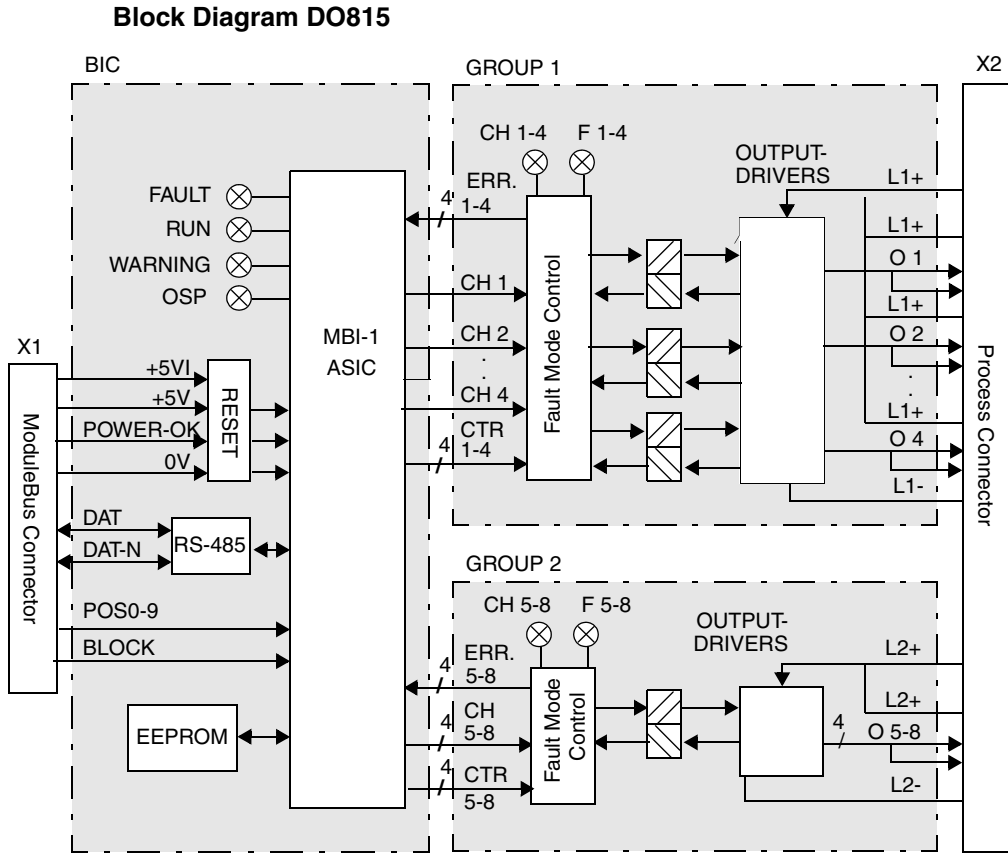 Block Diagram DO815
BIC
GROUP 1
X2
CH 1-4
F 1-4
OUTPUT-
DRIVERS
FAULT
RUN
WARNING
OSP
4
ERR.
1-4
CH 1
CH 2
.
.
CH 4
CTR
4
1-4
MBI-1
ASIC
Fault Mode Control
L1+
L1+
O 1
L1+
O 2
.
.
L1+
O 4
L1-
Process Connector
X1
ModuleBus Connector
+5VI
+5V
POWER-OK
0V
RESET
DAT
DAT-N
RS-485
POS0-9
BLOCK
EEPROM
GROUP 2
CH 5-8
F 5-8
OUTPUT-
DRIVERS
4
ERR.
5-8
4
CH
5-8
4
CTR
5-8
Fault Mode
Control
L2+
L2+
4
O 5-8
L2-